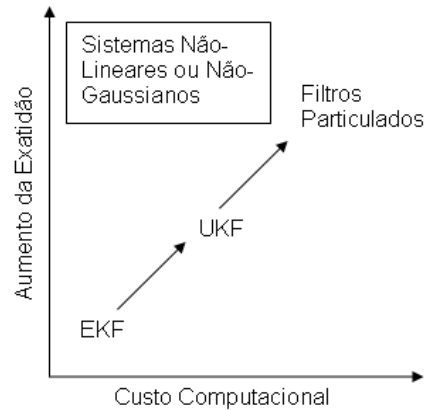 Sistemas Não-
Lineares ou Não-
Gaussianos
Filtros
Particulados
UKF
EKF
Aumento da Exatidão
Custo Computacional